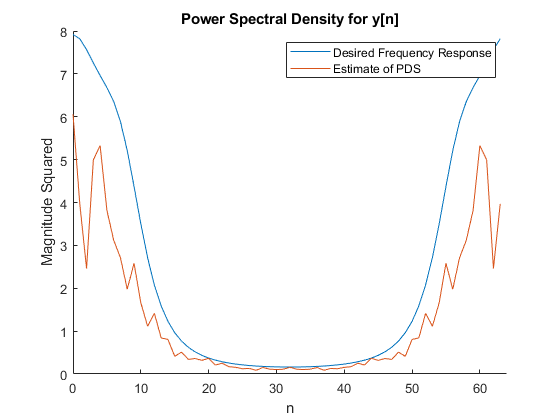 Power Spectral Density for y[n]
Desired Frequency Response
Estimate of PDS
Magnitude Squared
8
7
6
5
4
3
2
1
0
0 10 20 30 40 50 60
n